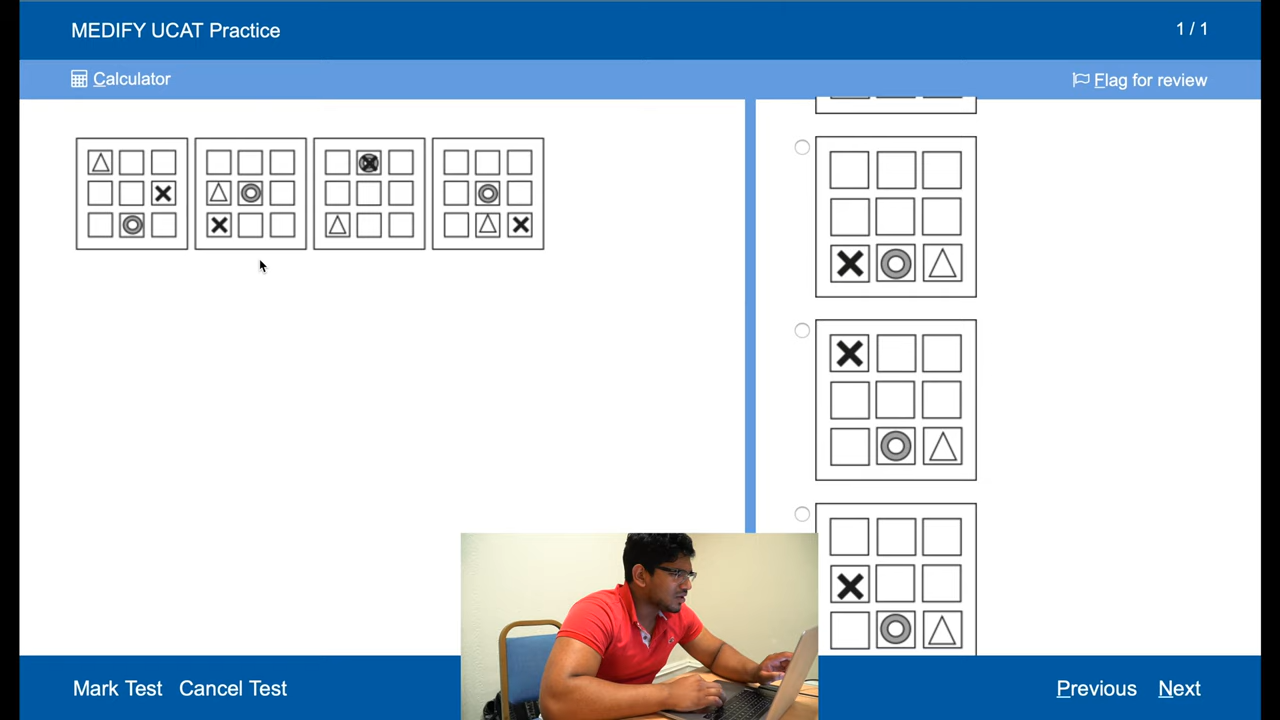 MEDIFY UCAT Practice
1 / 1
Calculator
Flag for review
Mark Test
Cancel Test
Previous
Next